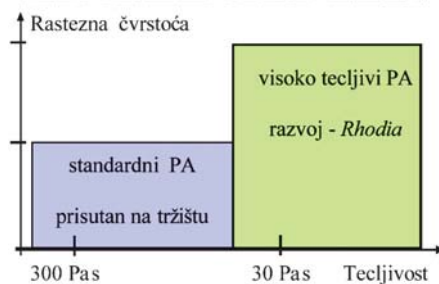 Rastezna čvrstoća
visoko tecljivi PA
razvoj - Rhodia
standardni PA
prisutan na tržištu
300 Pas
30 Pas
Tecljivost